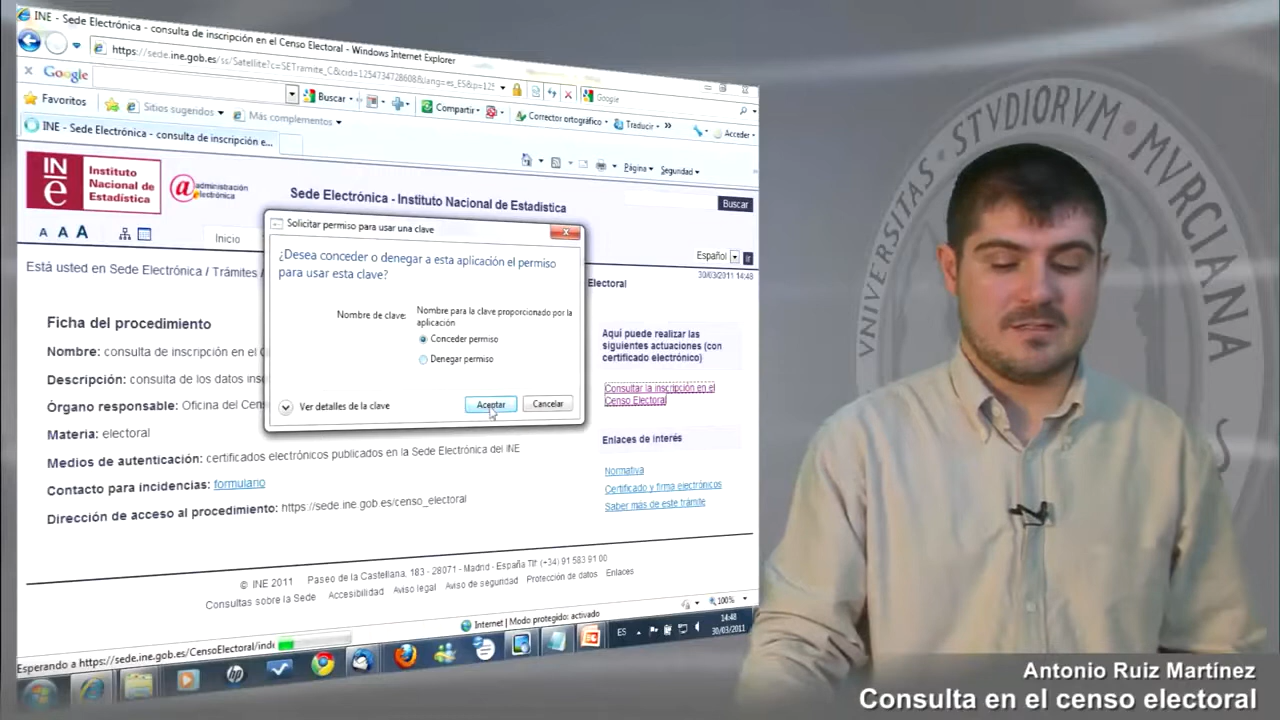 INE - Sede Electrónica - consulta de inscripción en el Censo Electoral - Windows Internet Explorer
https://sede.ine.gob.es/ss/Satellite?c=SETramite_C&cid=1254734728608&lang=es_ES&p=125
Google
Google
Buscar
Compartir
Corrector ortográfico
Traducir
»
Acceder
Favoritos
Sitios sugeridos
Más complementos
INE - Sede Electrónica - consulta de inscripción e...
Página
Seguridad
INe
Instituto
Nacional de
Estadística
@administración
electrónica
Sede Electrónica - Instituto Nacional de Estadística
Buscar
A A A
Inicio
Español
Ir
Está usted en Sede Electrónica / Trámites /
Electoral
30/03/2011 14:48
Solicitar permiso para usar una clave
¿Desea conceder o denegar a esta aplicación el permiso
para usar esta clave?
Nombre de clave:
Nombre para la clave proporcionado por la
aplicación
Conceder permiso
Denegar permiso
Ver detalles de la clave
Aceptar
Cancelar
Ficha del procedimiento
Nombre: consulta de inscripción en el C
Descripción: consulta de los datos ins
Órgano responsable: Oficina del Cen
Materia: electoral
Medios de autenticación: certificados electrónicos publicados en la Sede Electrónica del INE
Contacto para incidencias: formulario
Dirección de acceso al procedimiento: https://sede.ine.gob.es/censo_electoral
Aquí puede realizar las
siguientes actuaciones (con
certificado electrónico)
Consultar la inscripción en el
Censo Electoral
Enlaces de interés
Normativa
Certificado y firma electrónicos
Saber más de este trámite
© INE 2011 Paseo de la Castellana, 183 - 28071 - Madrid - España Tlf: (+34) 91 583 91 00
Consultas sobre la Sede Accesibilidad Aviso legal Aviso de seguridad Protección de datos Enlaces
Internet | Modo protegido: activado
100%
Esperando a https://sede.ine.gob.es/CensoElectoral/inde
hp
ES
14:48
30/03/2011
VNIVERSITAS · STVDIORVM · MVRCIANA
Antonio Ruiz Martínez
Consulta en el censo electoral